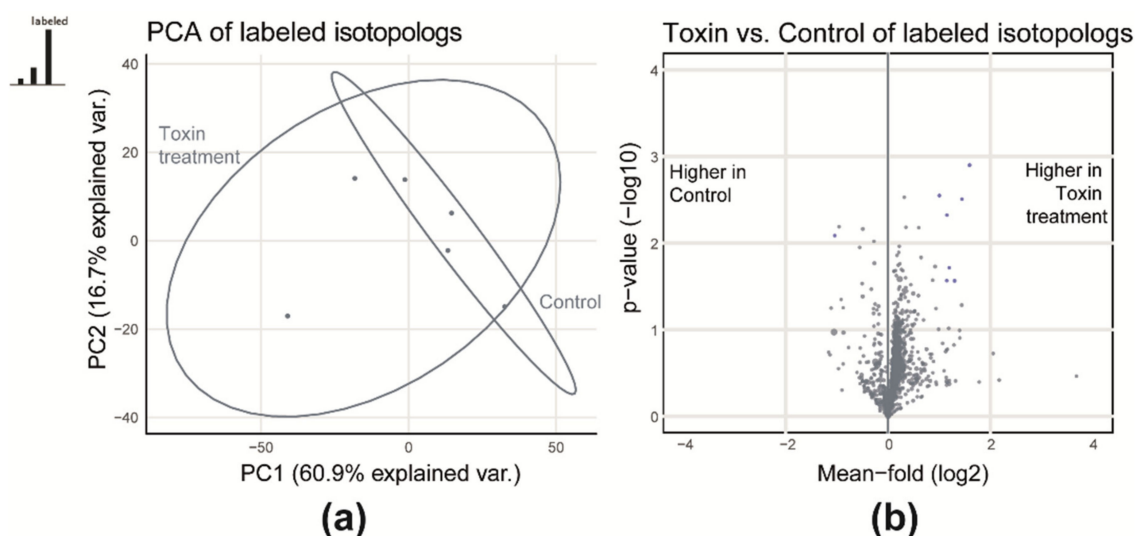 labeled
PCA of labeled isotopologs
40
20
0
−20
−40
PC2 (16.7% explained var.)
Toxin
treatment
Control
−50
0
50
PC1 (60.9% explained var.)
(a)
Toxin vs. Control of labeled isotopologs
4
3
2
1
0
p−value (−log10)
Higher in
Control
Higher in
Toxin
treatment
−4
−2
0
2
4
Mean−fold (log2)
(b)